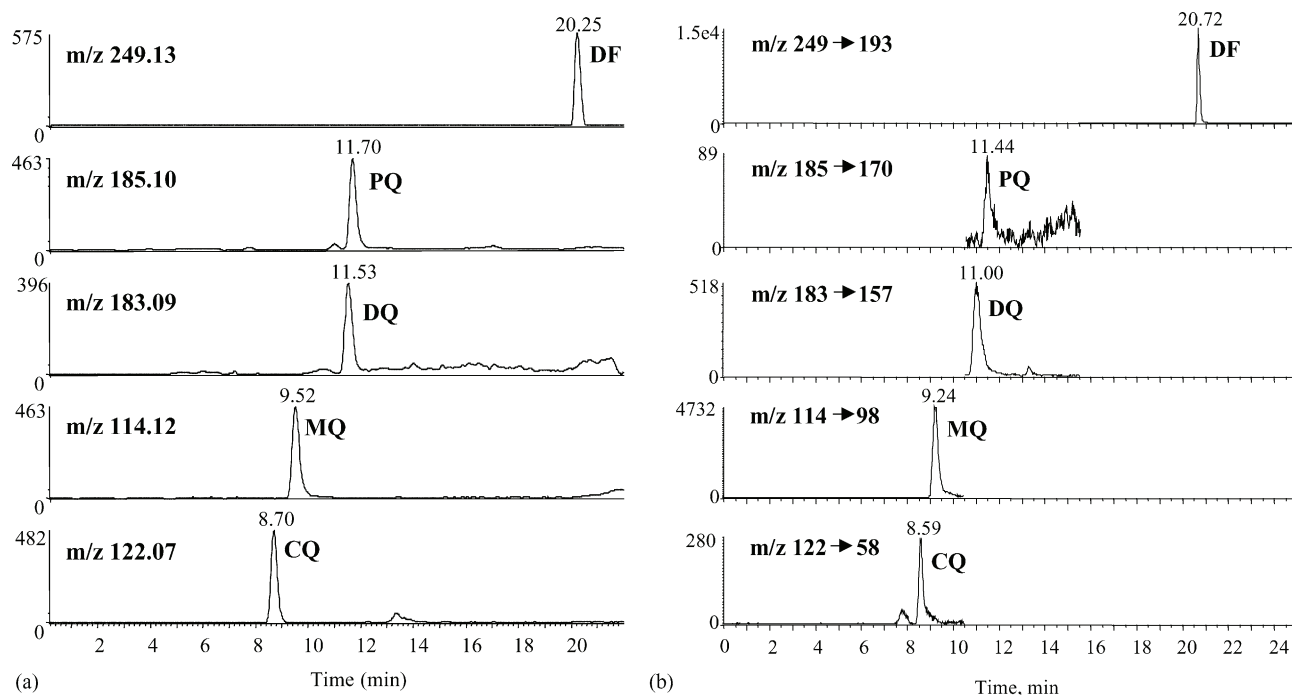 20.25
575
m/z 249.13
DF
0
11.70
463
m/z 185.10
PQ
0
11.53
396
m/z 183.09
DQ
0
9.52
463
m/z 114.12
MQ
0
8.70
482
m/z 122.07
CQ
0
2 4 6 8 10 12 14 16 18 20
(a)
Time (min)
20.72
1.5e4
m/z 249→193
DF
0
11.44
89
m/z 185→170
PQ
0
11.00
518
m/z 183→157
DQ
0
9.24
4732
m/z 114→98
MQ
0
8.59
280
m/z 122→58
CQ
0
0 2 4 6 8 10 12 14 16 18 20 22 24
(b)
Time, min